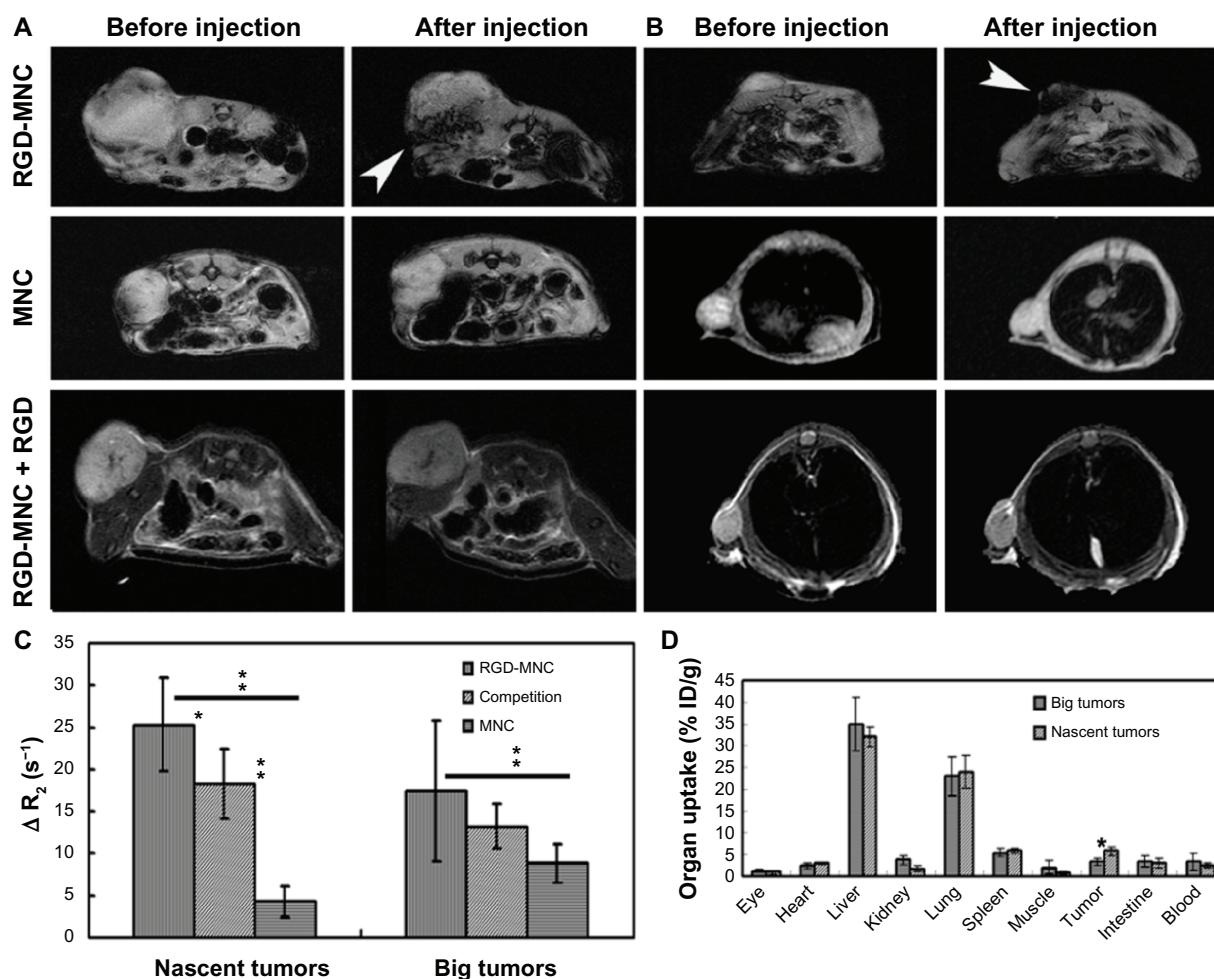 A Before injection After injection B Before injection After injection
RGD-MNC
MNC
RGD-MNC + RGD
C
Δ R₂ (s⁻¹)
35
30
25
20
15
10
5
0
**
*
**
**
RGD-MNC
Competition
MNC
Nascent tumors Big tumors
D
Organ uptake (% ID/g)
45
40
35
30
25
20
15
10
5
0
Big tumors
Nascent tumors
*
Eye Heart Liver Kidney Lung Spleen Muscle Tumor Intestine Blood